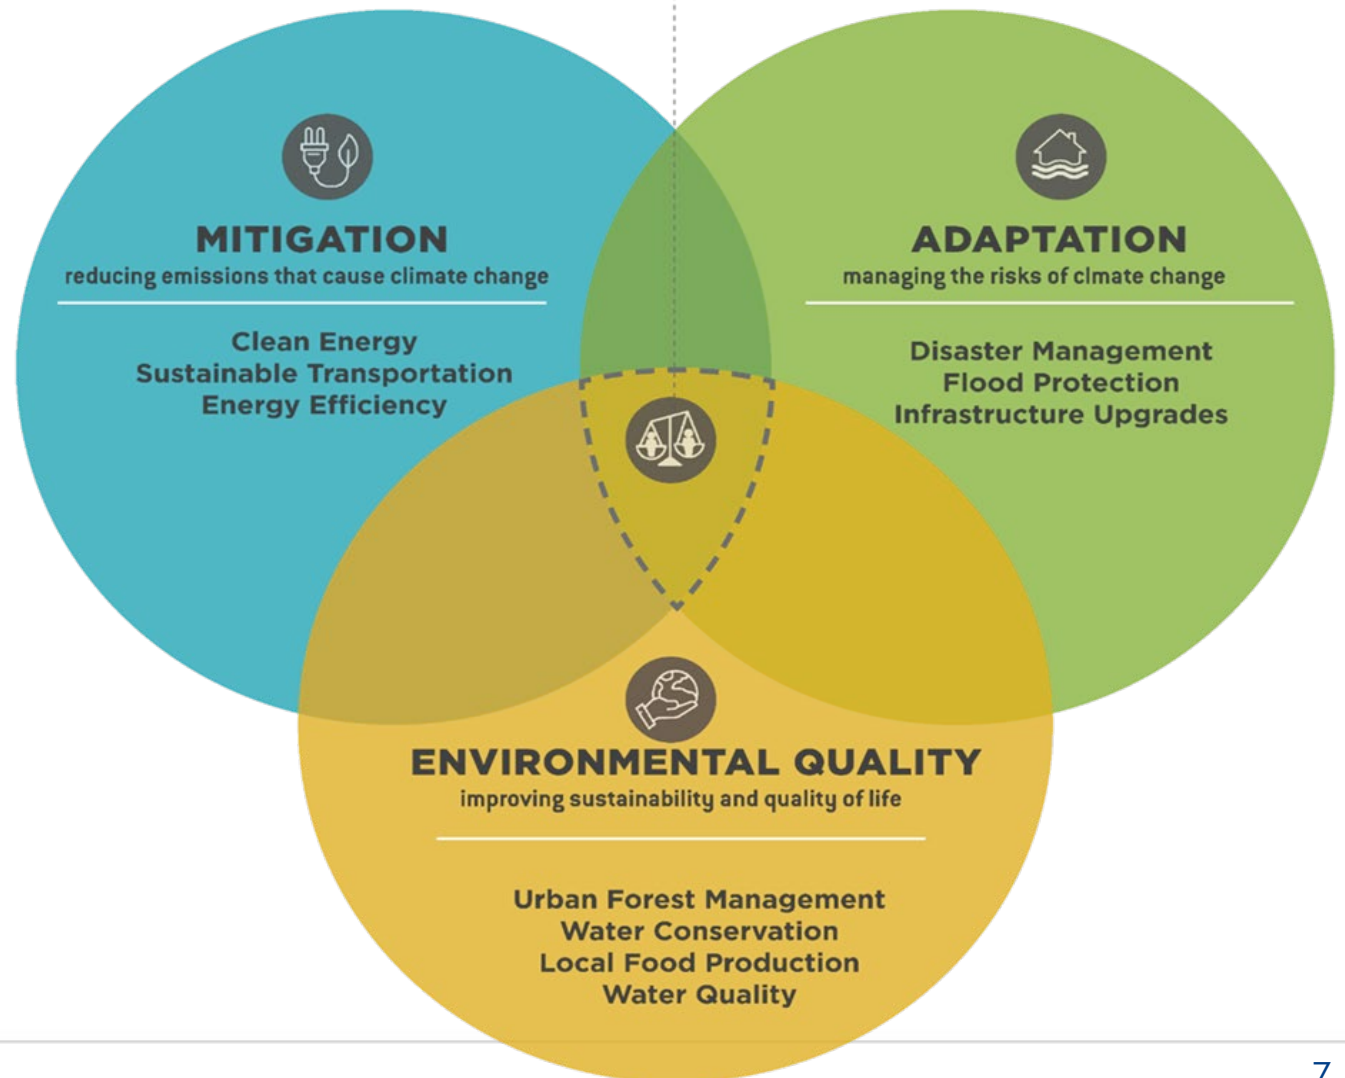 MITIGATION
reducing emissions that cause climate change
Clean Energy
Sustainable Transportation
Energy Efficiency
ADAPTATION
managing the risks of clmate change
Disaster Management
Flood Protection
Infrastructure Upgrades
ENVIRONMENTAL QUALITY
improving sustainability and quality of life
Urban Forest Management
Water Conservation
Local Food Production
Water Quality
7